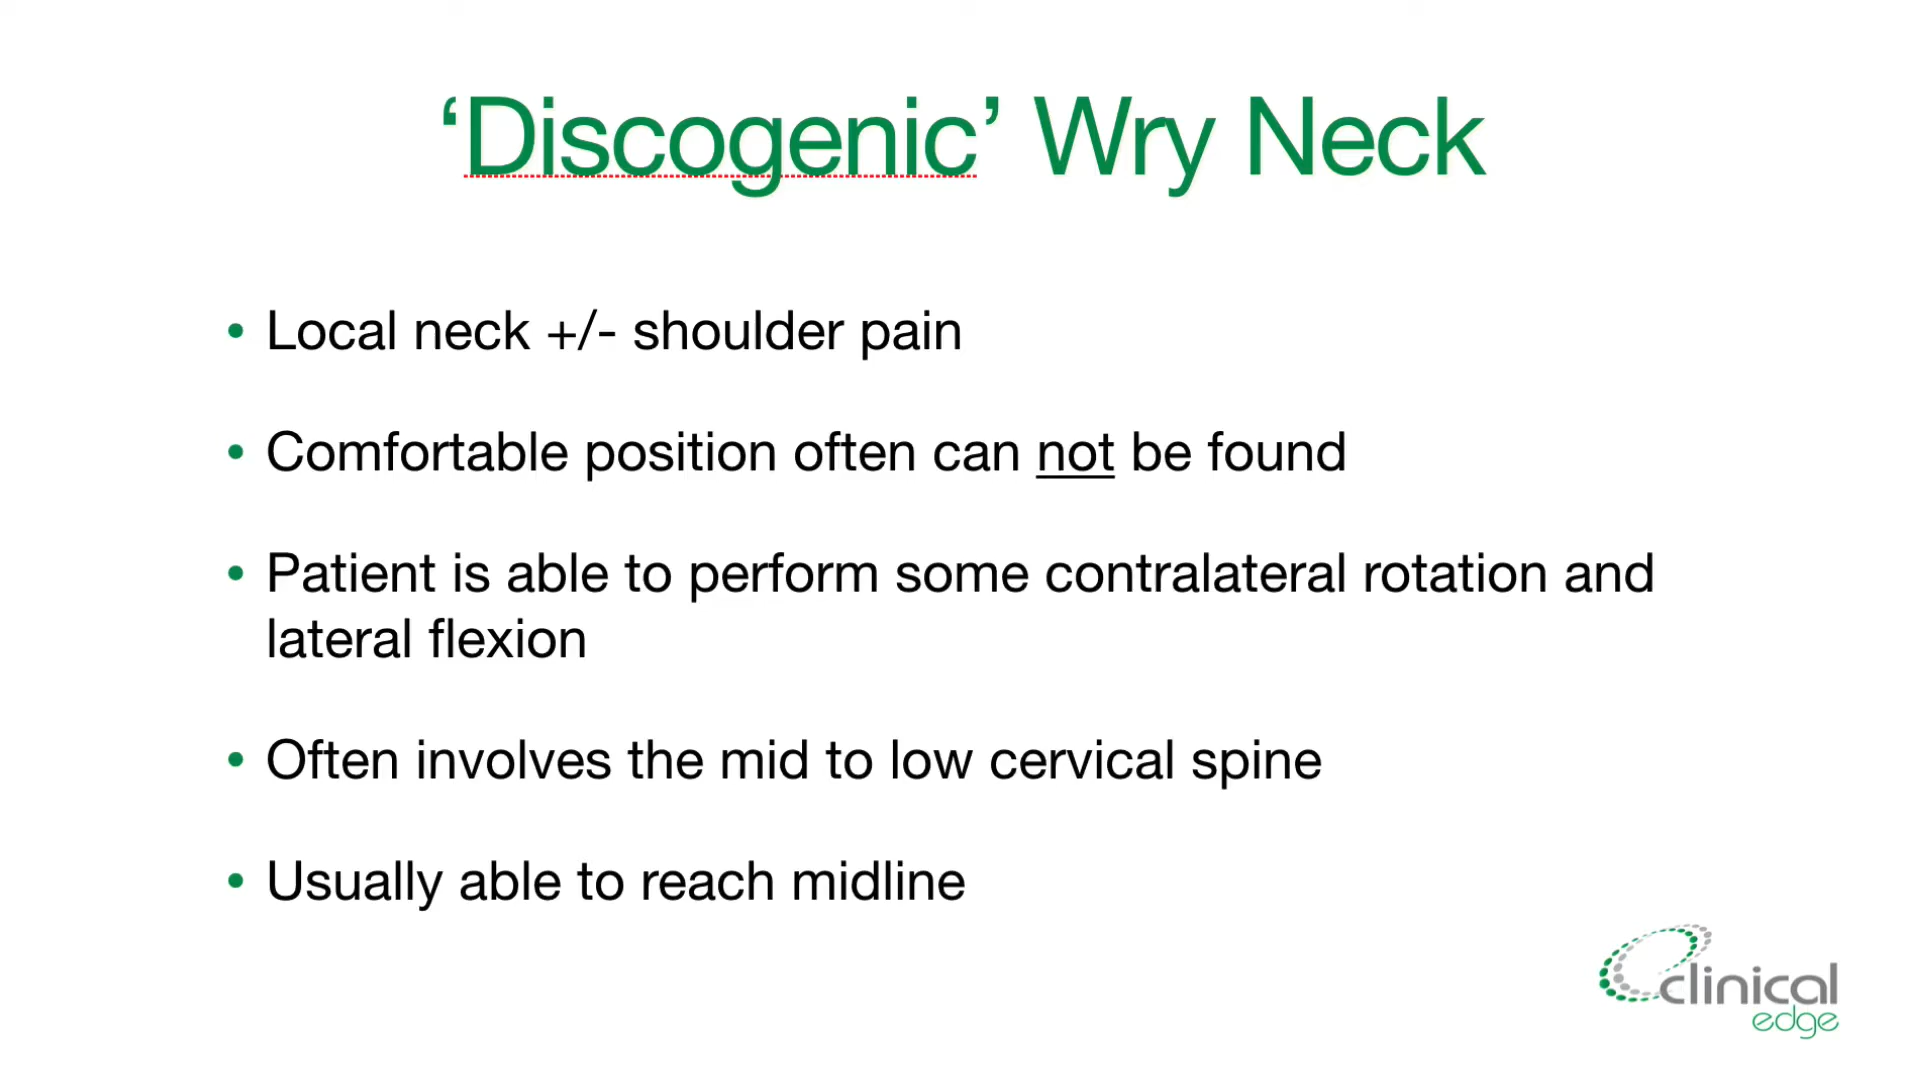 ‘Discogenic’ Wry Neck
• Local neck +/- shoulder pain
• Comfortable position often can not be found
• Patient is able to perform some contralateral rotation and
lateral flexion
• Often involves the mid to low cervical spine
• Usually able to reach midline
clinical
edge